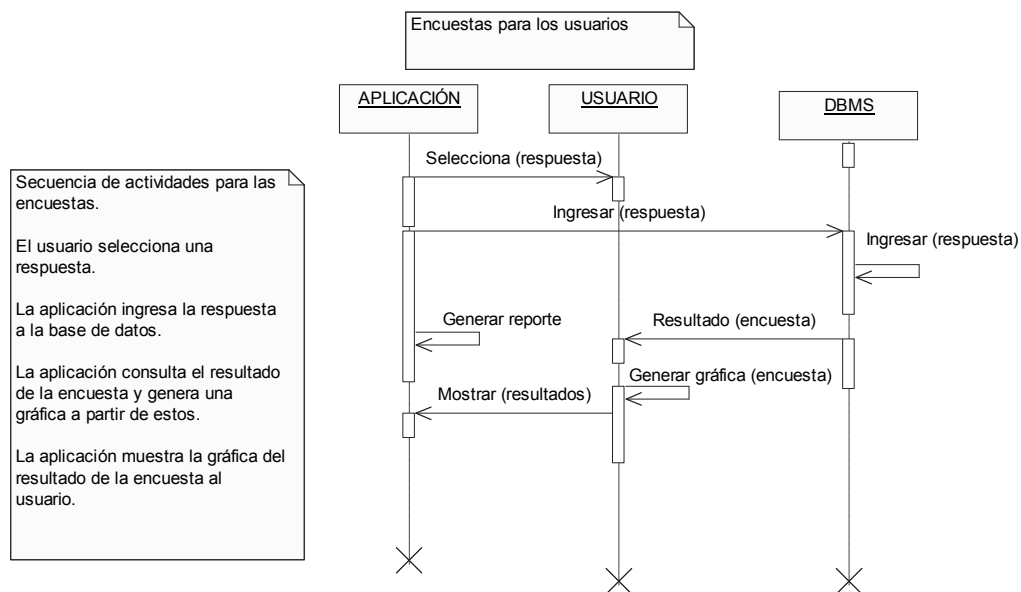 Encuestas para los usuarios
APLICACIÓN
USUARIO
DBMS
Selecciona (respuesta)
Ingresar (respuesta)
Ingresar (respuesta)
Generar reporte
Resultado (encuesta)
Generar gráfica (encuesta)
Mostrar (resultados)
Secuencia de actividades para las
encuestas.
El usuario selecciona una
respuesta.
La aplicación ingresa la respuesta
a la base de datos.
La aplicación consulta el resultado
de la encuesta y genera una
gráfica a partir de estos.
La aplicación muestra la gráfica del
resultado de la encuesta al
usuario.